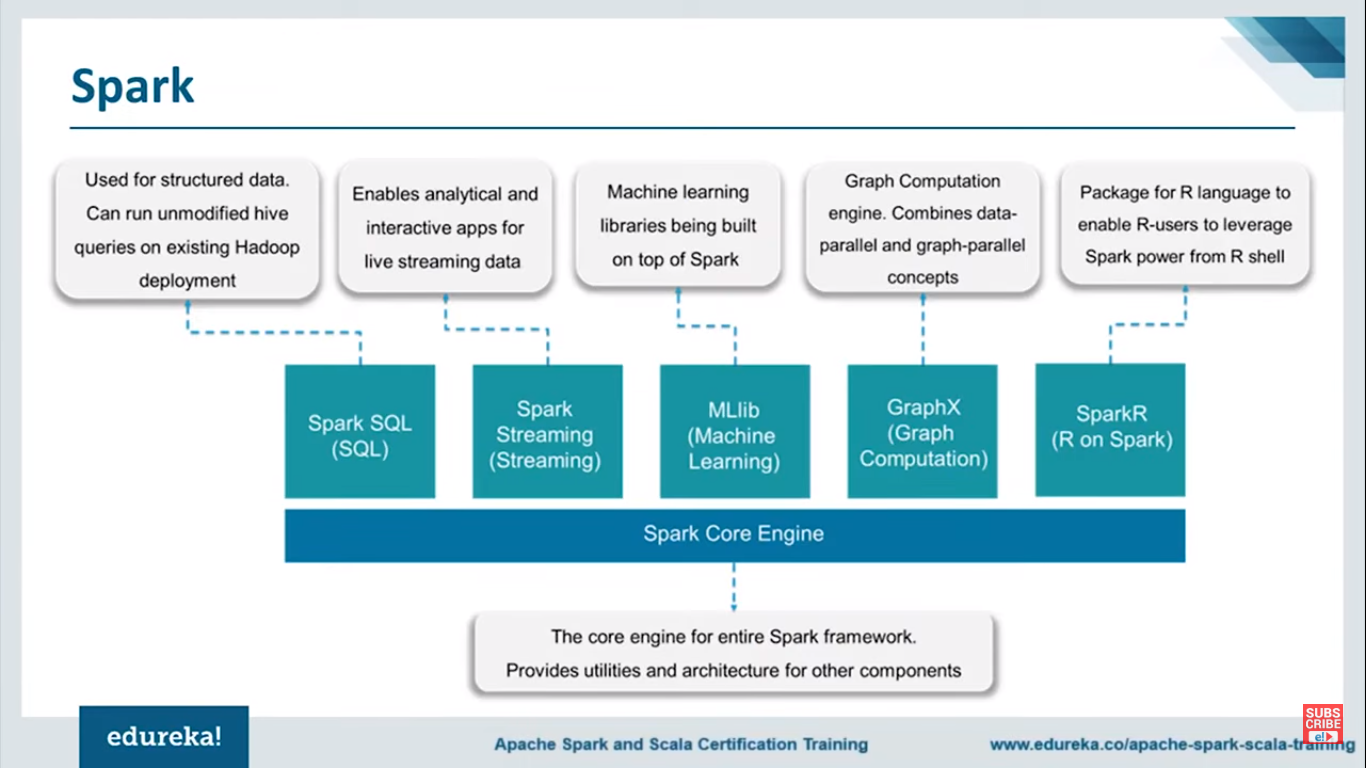 Spark
Used for structured data.
Can run unmodified hive
queries on existing Hadoop
deployment
Enables analytical and
interactive apps for
live streaming data
Machine learning
libraries being built
on top of Spark
Graph Computation
engine. Combines data-
parallel and graph-parallel
concepts
Package for R language to
enable R-users to leverage
Spark power from R shell
Spark SQL
(SQL)
Spark
Streaming
(Streaming)
MLlib
(Machine
Learning)
GraphX
(Graph
Computation)
SparkR
(R on Spark)
Spark Core Engine
The core engine for entire Spark framework.
Provides utilities and architecture for other components
edureka!
Apache Spark and Scala Certification Training
www.edureka.co/apache-spark-scala-training
SUBS
CRIBE
e!